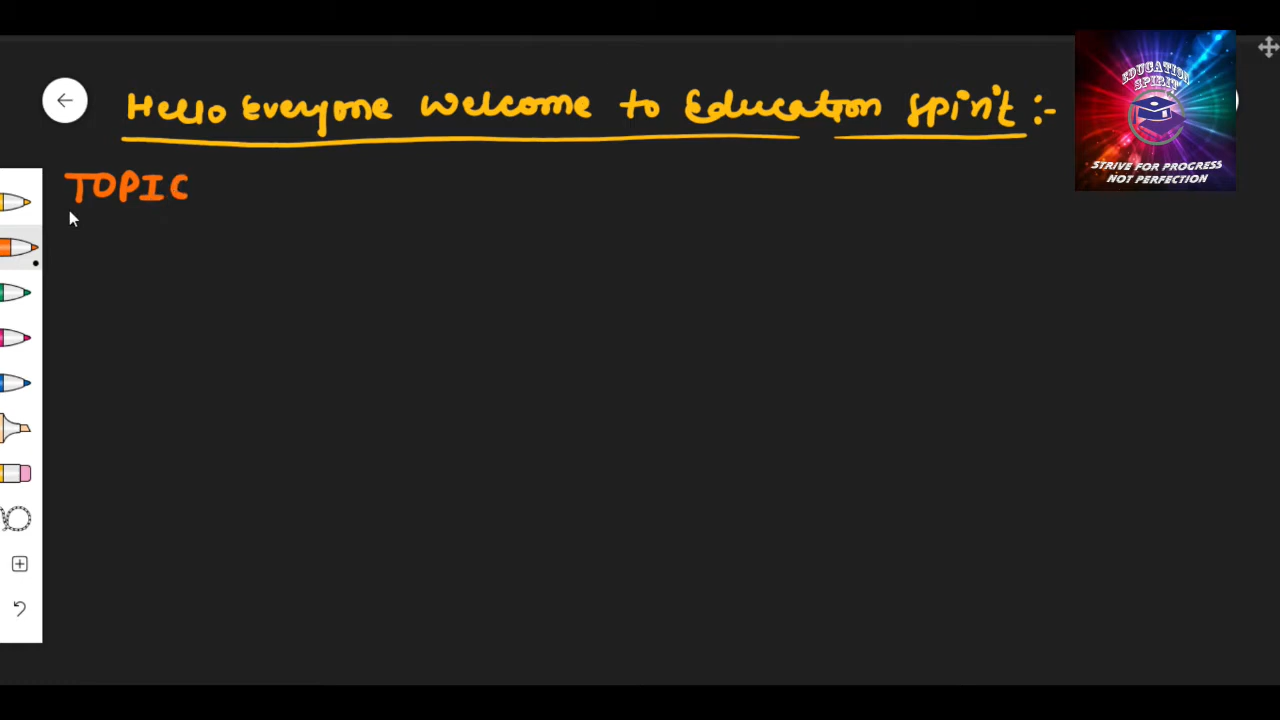 Hello Everyone Welcome to Education Spirit :-
EDUCATION
SPIRIT
STRIVE FOR PROGRESS
NOT PERFECTION
TOPIC